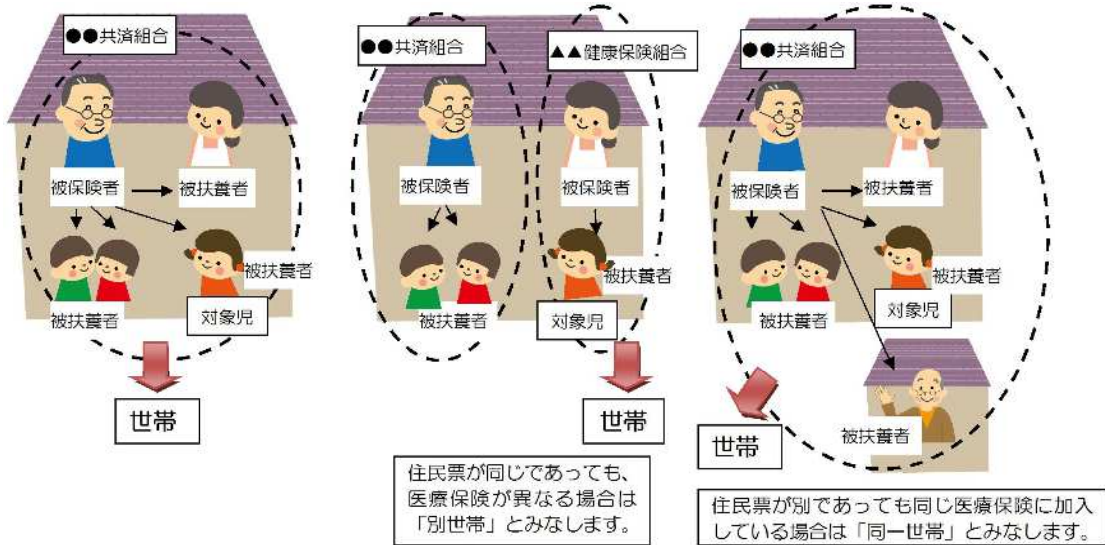 ●●共済組合
被保険者
被扶養者
被扶養者
被扶養者
対象児
世帯
●●共済組合
▲▲健康保険組合
被保険者
被保険者
被扶養者
被扶養者
対象児
世帯
住民票が同じであっても、
医療保険が異なる場合は
「別世帯」とみなします。
●●共済組合
被保険者
被扶養者
被扶養者
被扶養者
対象児
被扶養者
世帯
住民票が別であっても同じ医療保険に加入
している場合は「同一世帯」とみなします。